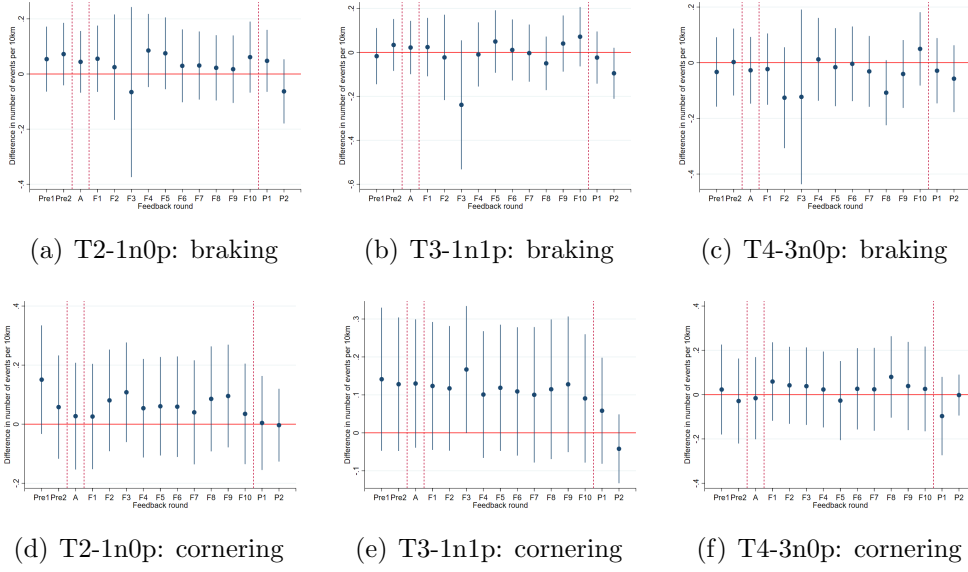 Difference in number of events per 10km
.2
0
-.2
-.4
Pre1 Pre2 A F1 F2 F3 F4 F5 F6 F7 F8 F9 F10 P1 P2
Feedback round
(a) T2-1n0p: braking
Difference in number of events per 10km
.2
0
-.2
-.4
-.6
Pre1 Pre2 A F1 F2 F3 F4 F5 F6 F7 F8 F9 F10 P1 P2
Feedback round
(b) T3-1n1p: braking
Difference in number of events per 10km
.2
0
-.2
-.4
Pre1 Pre2 A F1 F2 F3 F4 F5 F6 F7 F8 F9 F10 P1 P2
Feedback round
(c) T4-3n0p: braking
Difference in number of events per 10km
.4
.2
0
-.2
Pre1 Pre2 A F1 F2 F3 F4 F5 F6 F7 F8 F9 F10 P1 P2
Feedback round
(d) T2-1n0p: cornering
Difference in number of events per 10km
.3
.2
.1
0
-.1
Pre1 Pre2 A F1 F2 F3 F4 F5 F6 F7 F8 F9 F10 P1 P2
Feedback round
(e) T3-1n1p: cornering
Difference in number of events per 10km
.4
.2
0
-.2
-.4
Pre1 Pre2 A F1 F2 F3 F4 F5 F6 F7 F8 F9 F10 P1 P2
Feedback round
(f) T4-3n0p: cornering